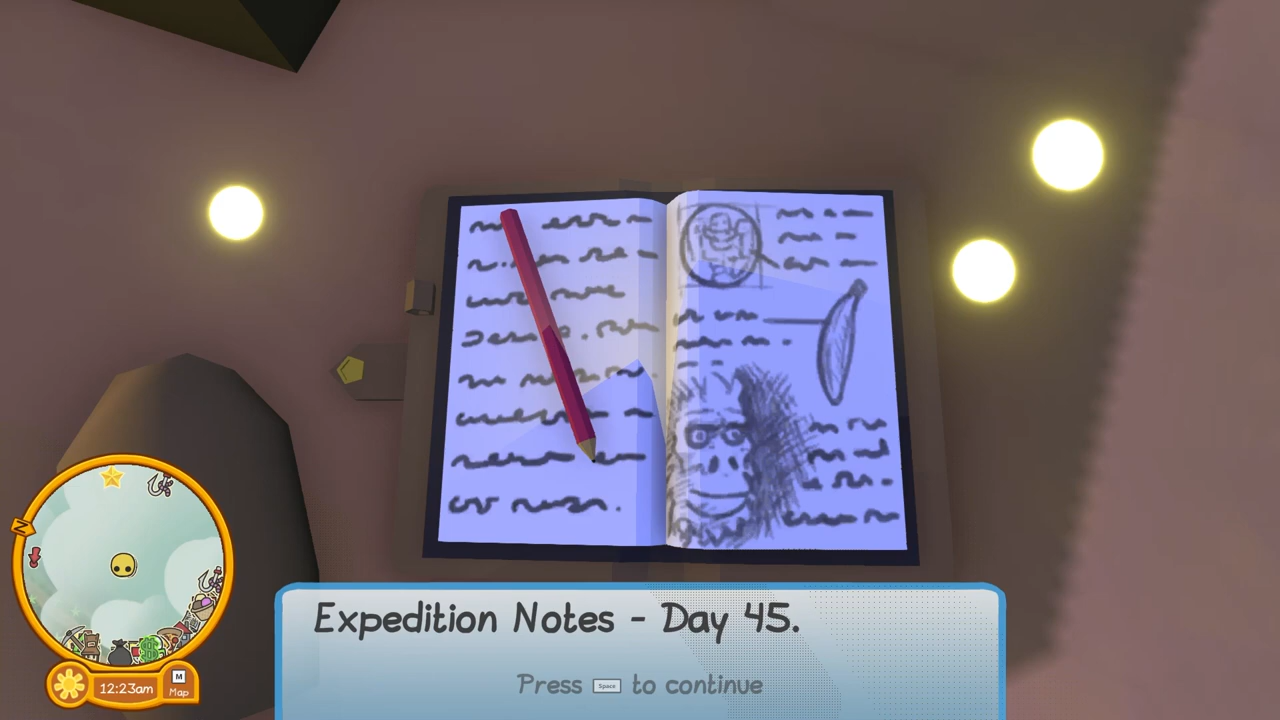 Expedition Notes - Day 45.
Press Space to continue
N
12:23am
M
Map